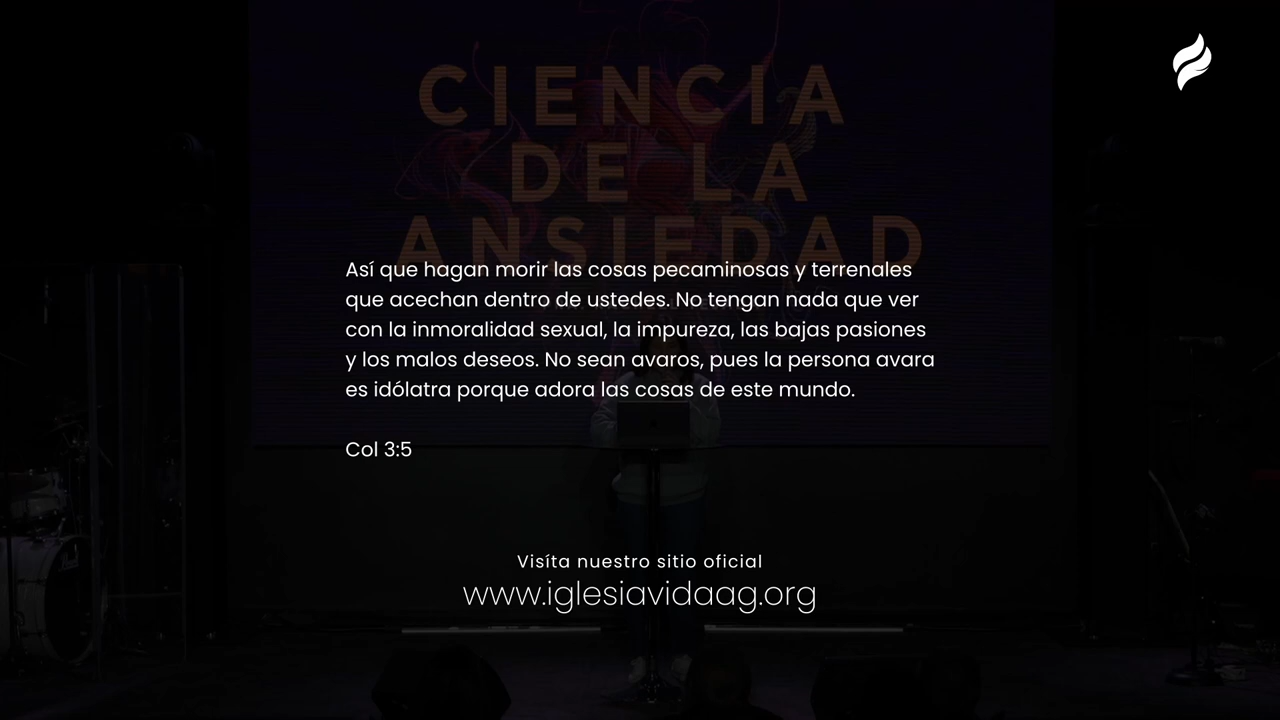 CIENCIA
DE LA
ANSIEDAD
Así que hagan morir las cosas pecaminosas y terrenales
que acechan dentro de ustedes. No tengan nada que ver
con la inmoralidad sexual, la impureza, las bajas pasiones
y los malos deseos. No sean avaros, pues la persona avara
es idólatra porque adora las cosas de este mundo.
Col 3:5
Visíta nuestro sitio oficial
www.iglesiavidaag.org